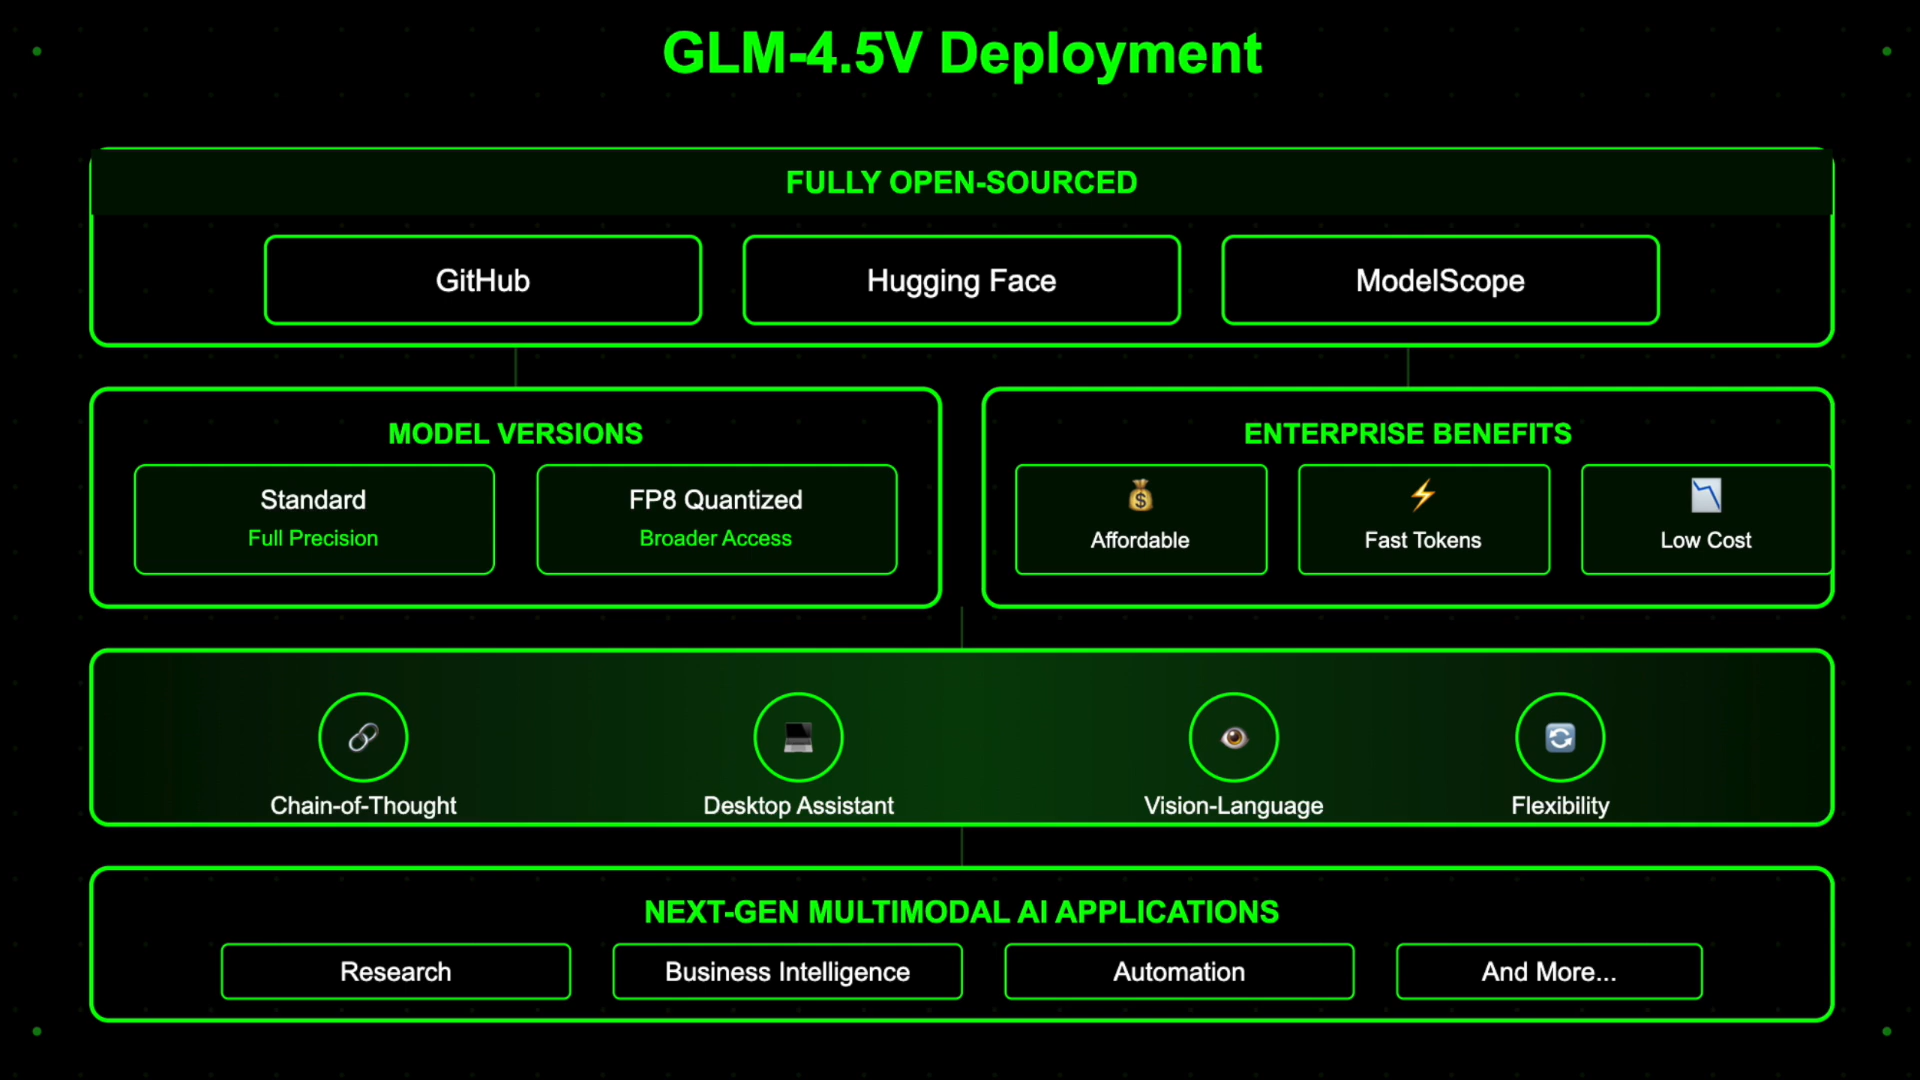 GLM-4.5V Deployment
FULLY OPEN-SOURCED
GitHub
Hugging Face
ModelScope
MODEL VERSIONS
Standard
Full Precision
FP8 Quantized
Broader Access
ENTERPRISE BENEFITS
Affordable
Fast Tokens
Low Cost
Chain-of-Thought
Desktop Assistant
Vision-Language
Flexibility
NEXT-GEN MULTIMODAL AI APPLICATIONS
Research
Business Intelligence
Automation
And More...